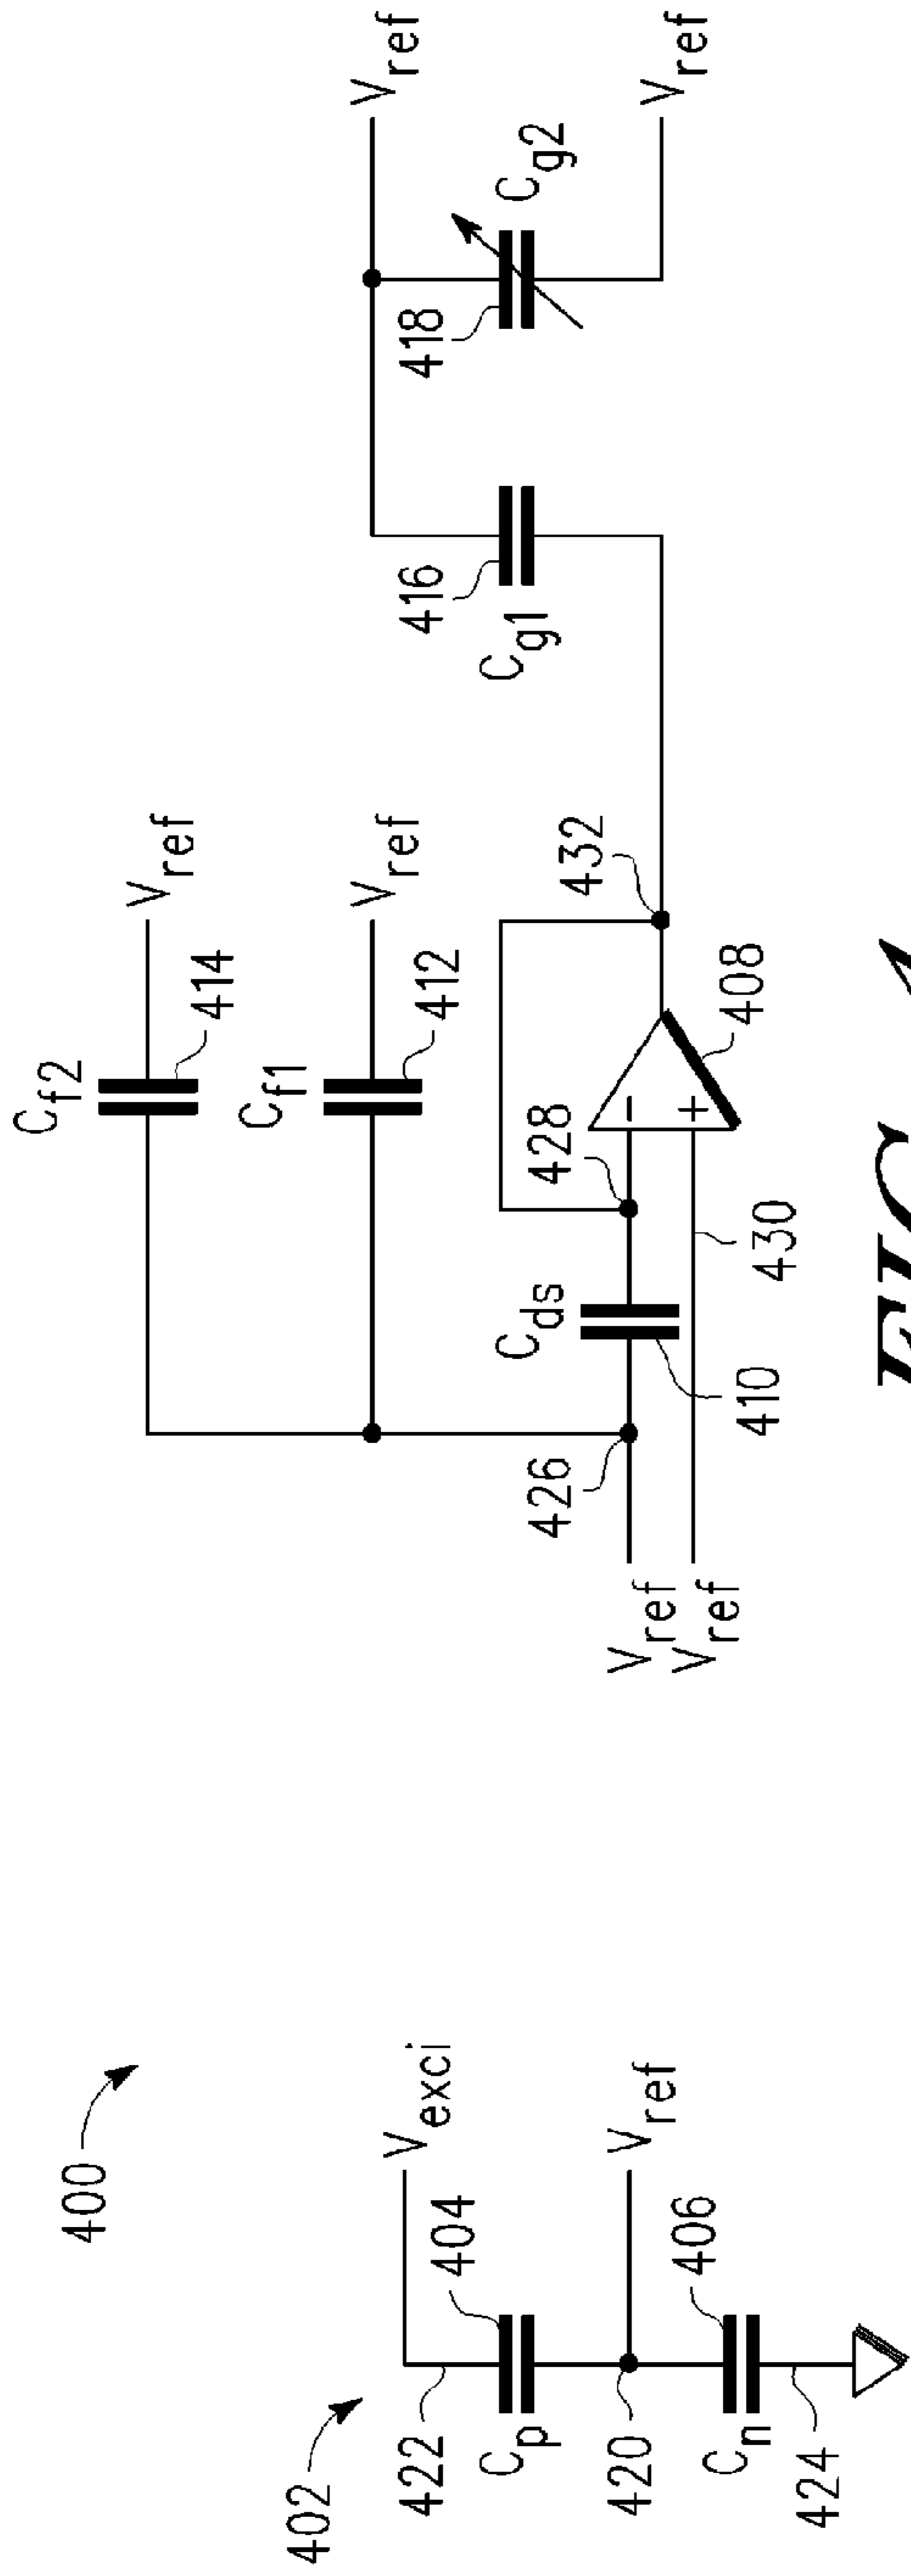 400
402
V_exci
422
404
C_p
420
V_ref
406
C_n
424
C_f2
V_ref
414
C_f1
V_ref
412
426
C_ds
428
432
V_ref
V_ref
410
430
408
- 
+
416
C_g1
V_ref
418
C_g2
V_ref